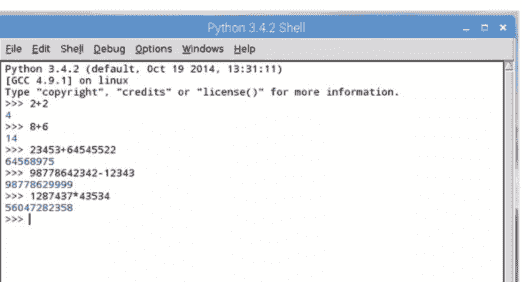 Python 3.4.2 Shell
File Edit Shell Debug Options Windows Help
Python 3.4.2 (default, Oct 19 2014, 13:31:11)
[GCC 4.9.1] on linux
Type "copyright", "credits" or "license()" for more information.
>>> 2+2
4
>>> 8+6
14
>>> 23453+64545522
64568975
>>> 98778642342-12343
98778629999
>>> 1287437*43534
56047282358
>>>